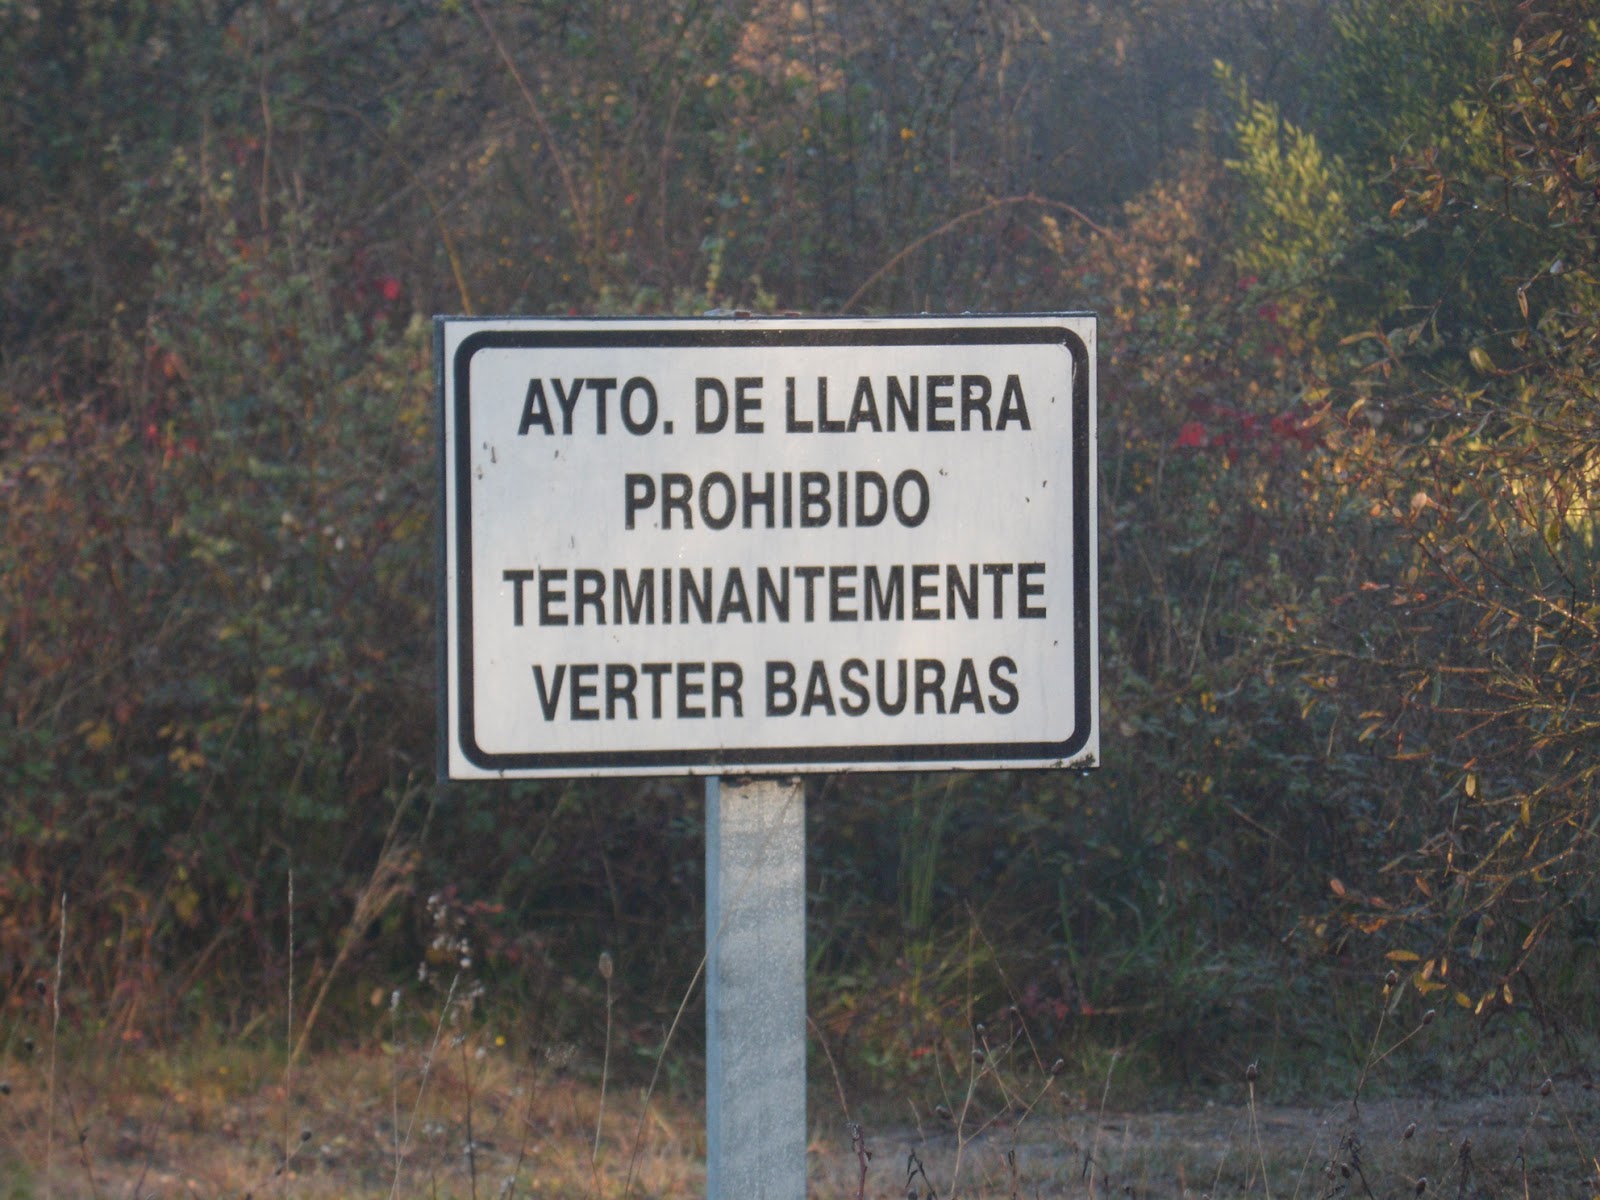 AYTO. DE LLANERA
PROHIBIDO
TERMINANTEMENTE
VERTER BASURAS